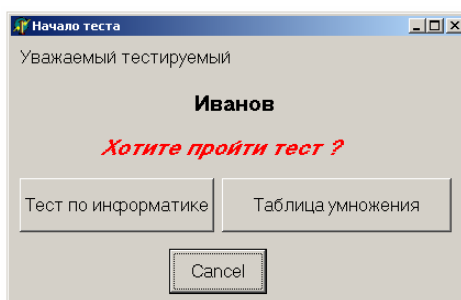 Начало теста
Уважаемый тестируемый
Иванов
Хотите пройти тест ?
Тест по информатике Таблица умножения
Cancel